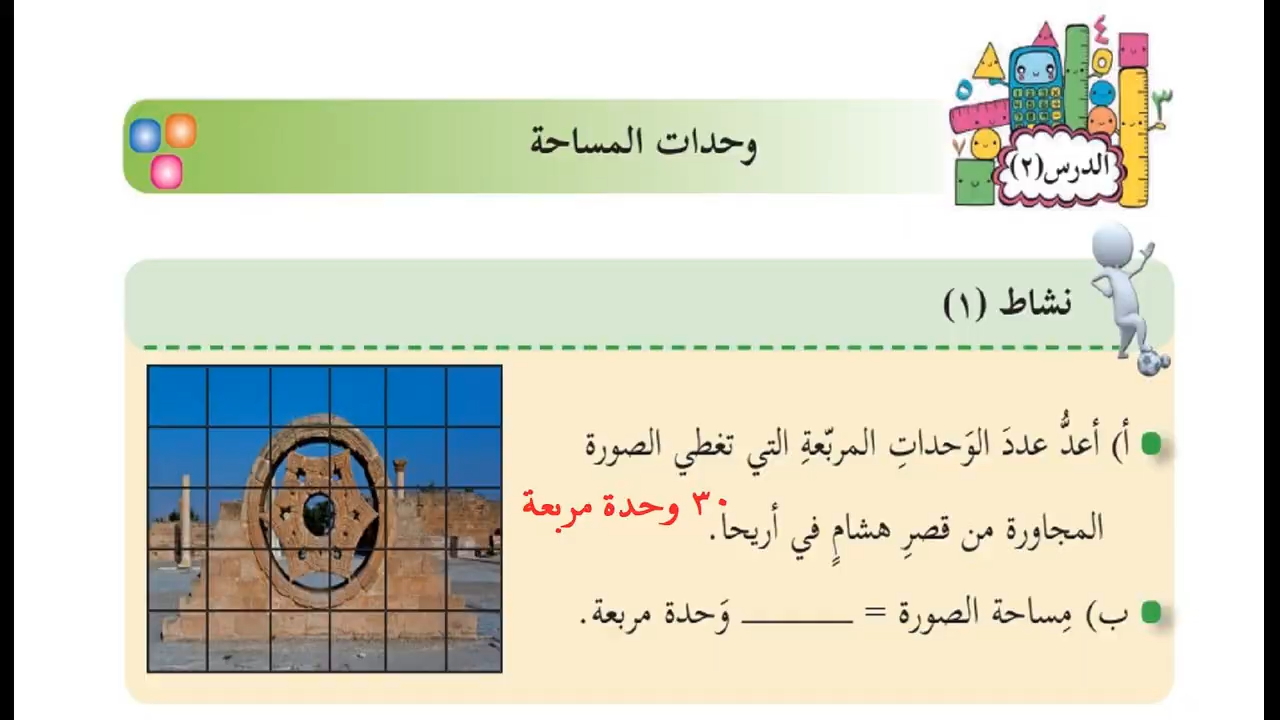 الدرس(٢)
وحدات المساحة
نشاط (١)
أ) أعدُّ عددَ الوَحداتِ المربّعةِ التي تغطي الصورة
المجاورة من قصرِ هشامٍ في أريحا.
٣٠ وحدة مربعة
ب) مِساحة الصورة = ______ وَحدة مربعة.